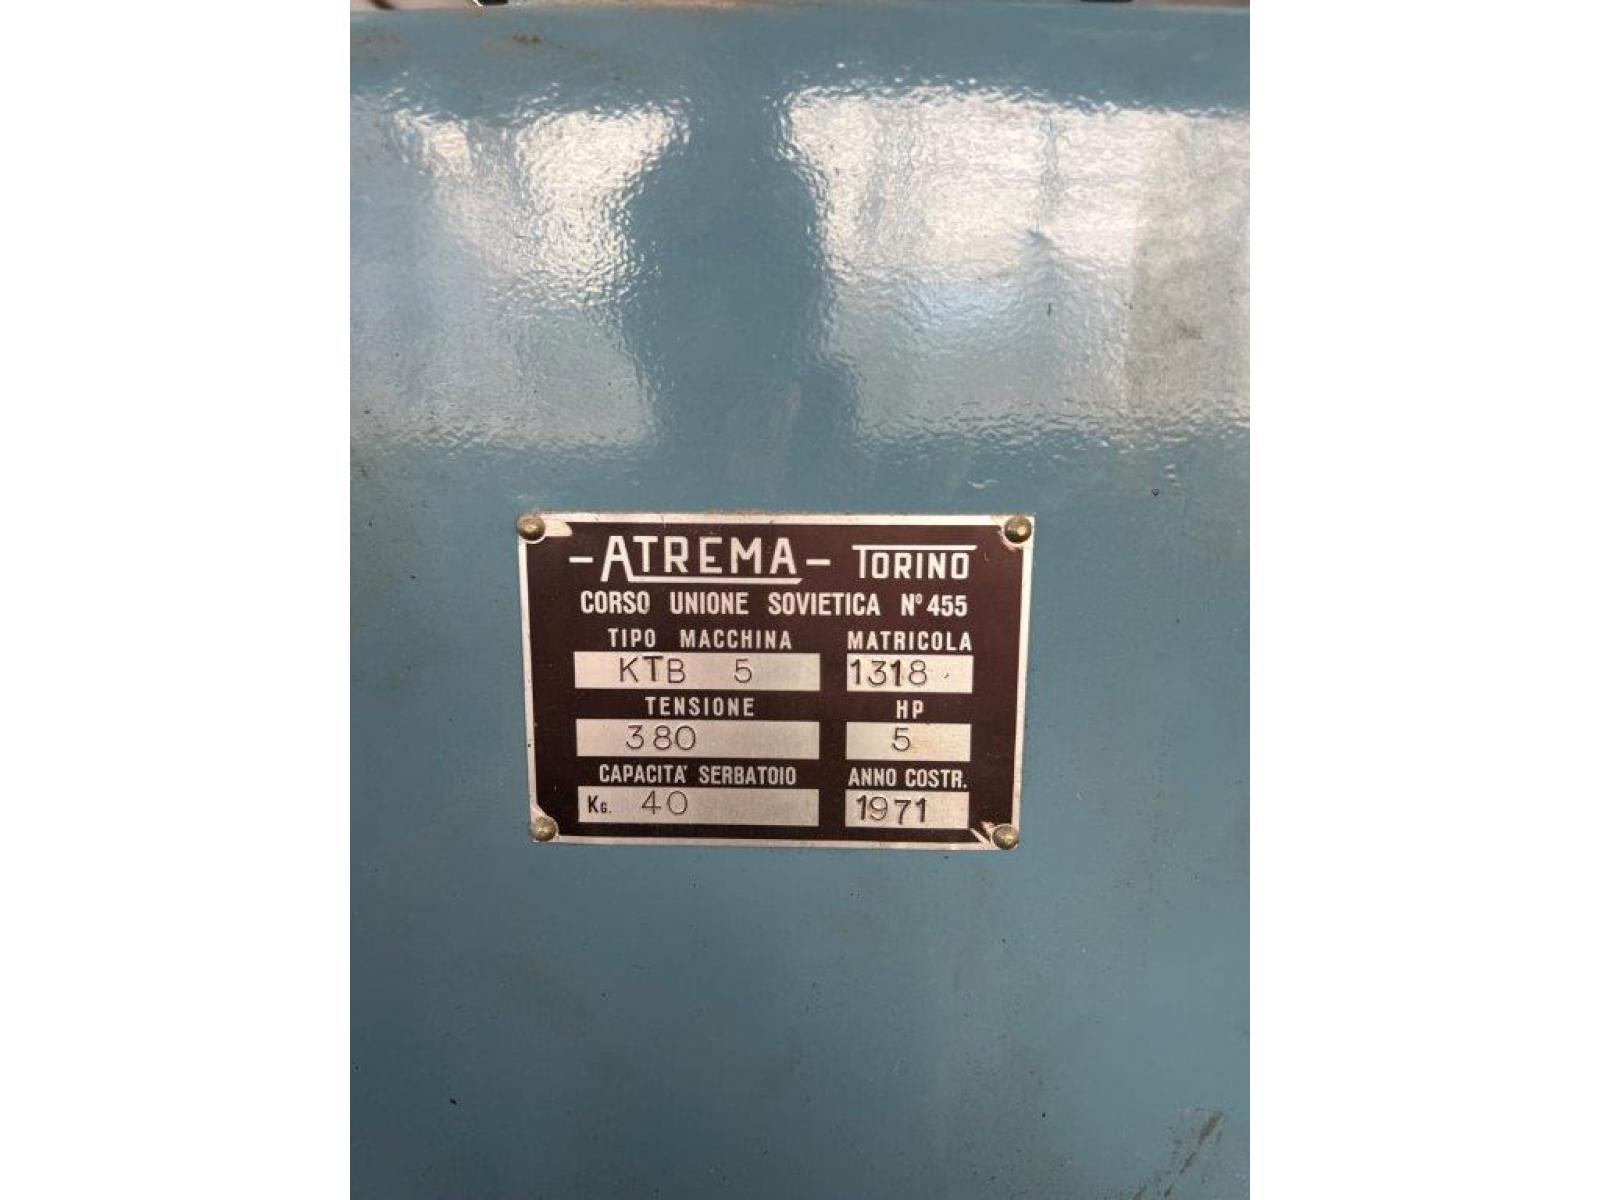 -ATREMA- TORINO
CORSO UNIONE SOVIETICA Nº 455
TIPO MACCHINA MATRICOLA
KTB 5 1318
TENSIONE HP
380 5
CAPACITA' SERBATOIO ANNO COSTR.
KG. 40 1971